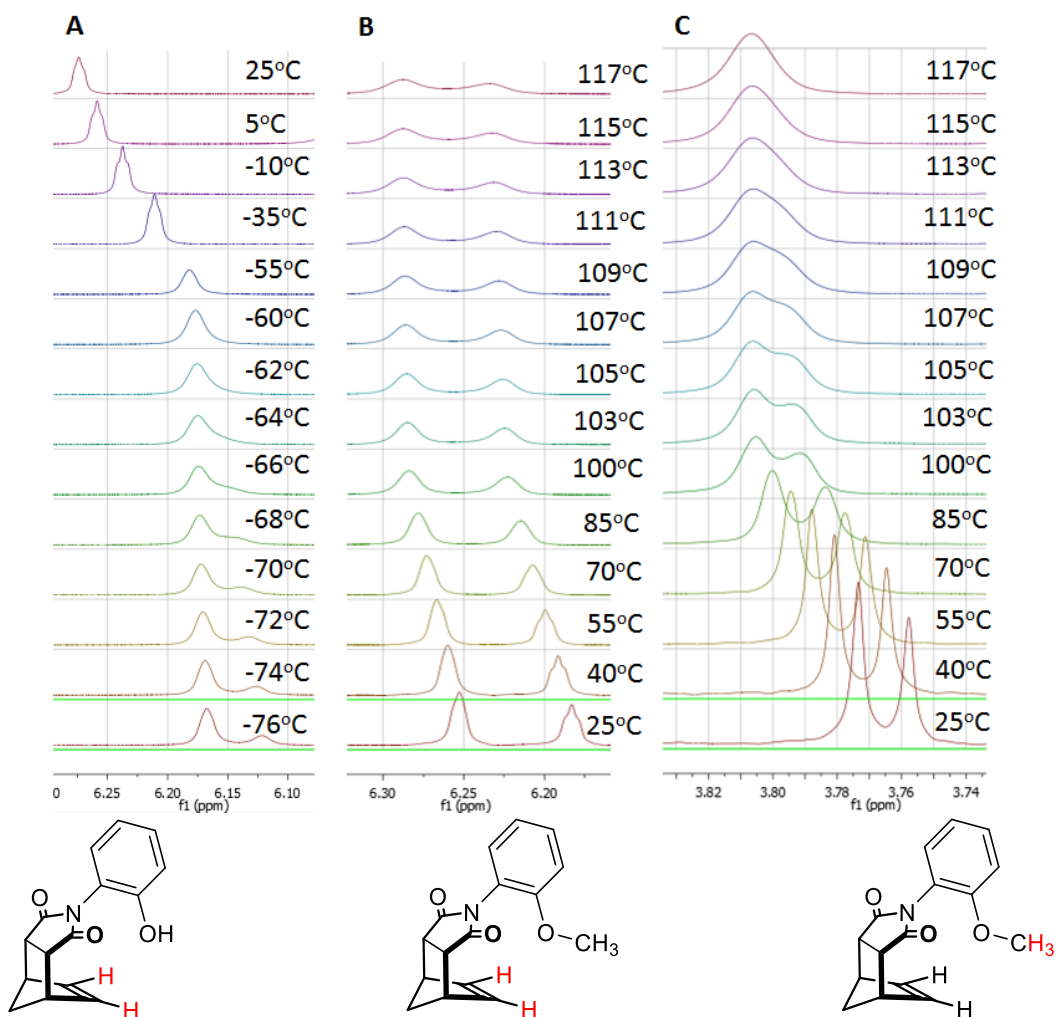 A B C
25°C 117°C 117°C
5°C 115°C 115°C
-10°C 113°C 113°C
-35°C 111°C 111°C
-55°C 109°C 109°C
-60°C 107°C 107°C
-62°C 105°C 105°C
-64°C 103°C 103°C
-66°C 100°C 100°C
-68°C 85°C 85°C
-70°C 70°C 70°C
-72°C 55°C 55°C
-74°C 40°C 40°C
-76°C 25°C 25°C
0 6.25 6.20 6.15 6.10 6.30 6.25 6.20 3.82 3.80 3.78 3.76 3.74
f1 (ppm) f1 (ppm) f1 (ppm)
O N O OH H H
O N O O CH3 H H
O N O O CH3 H H